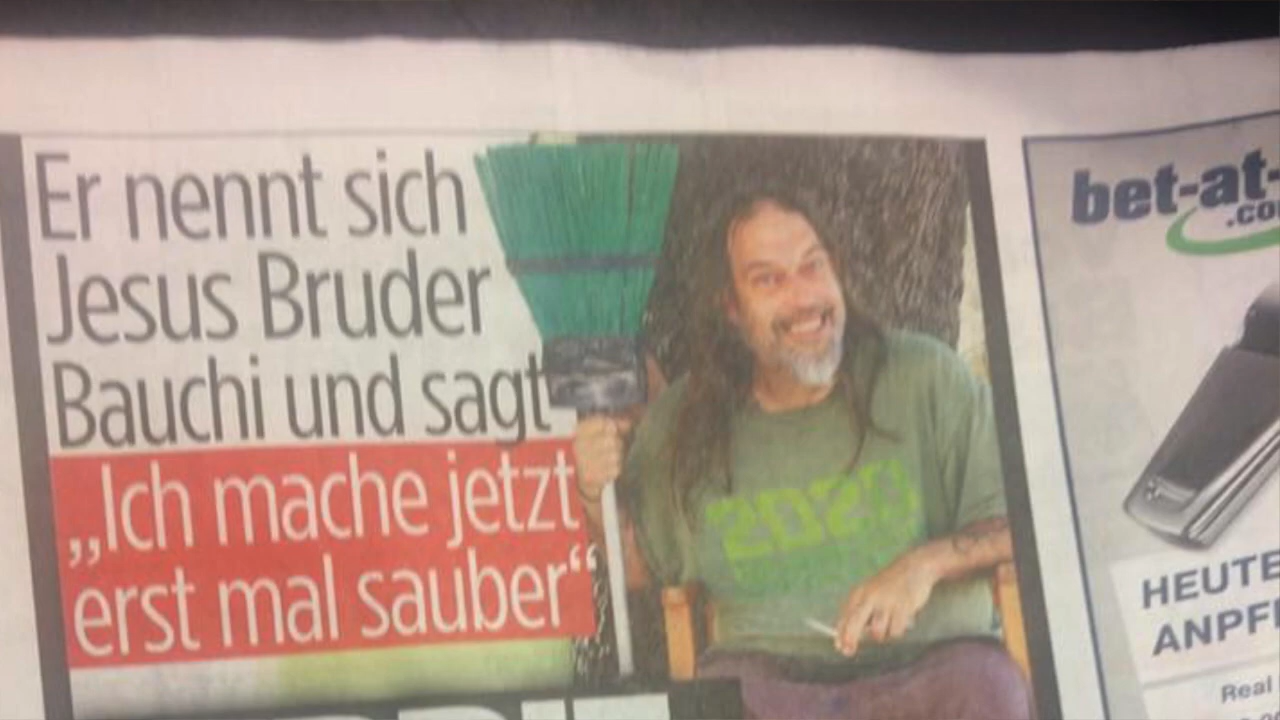 Er nennt sich
Jesus Bruder
Bauchi und sagt
„Ich mache jetzt
erst mal sauber“
2020
bet-at-
.co
HEUTE
ANPFI
Real